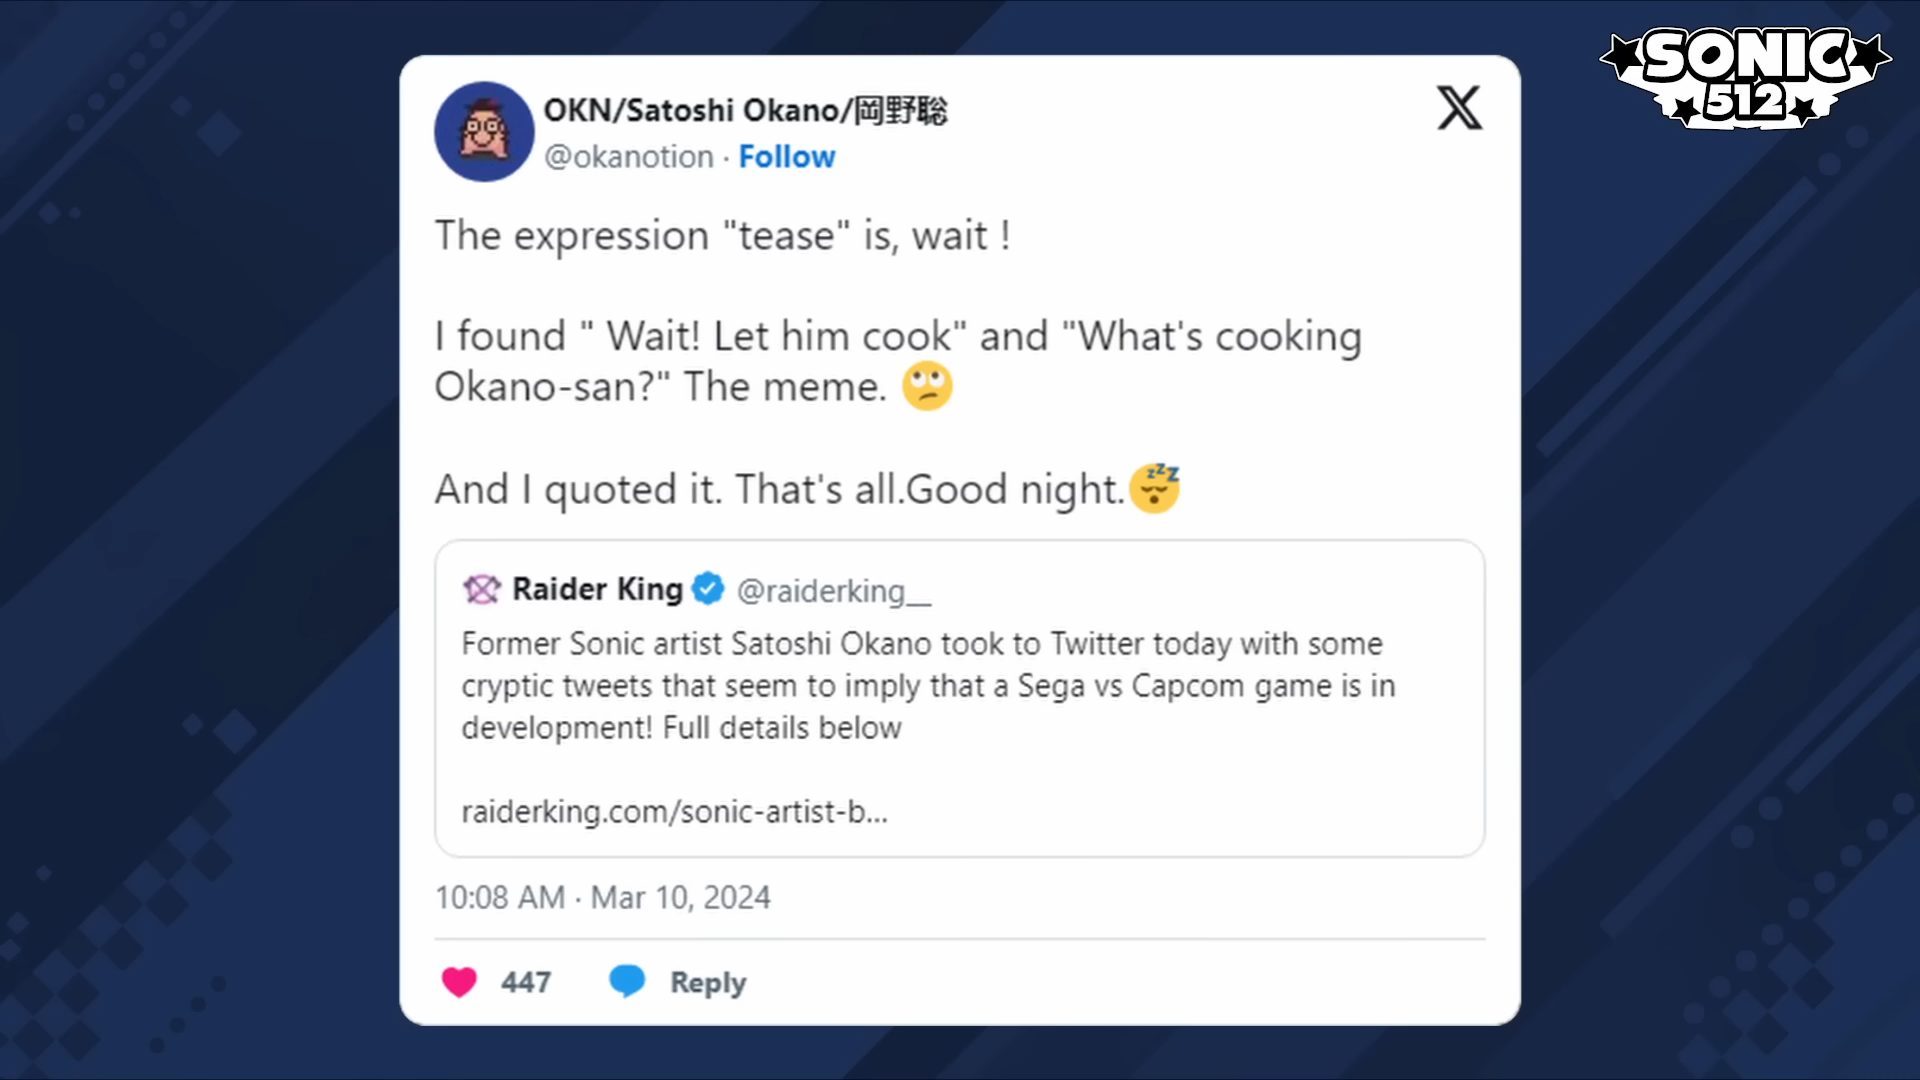 SONIC
512
OKN/Satoshi Okano/岡野聡
@okanotion · Follow
The expression "tease" is, wait !
I found " Wait! Let him cook" and "What's cooking
Okano-san?" The meme. 🙄
And I quoted it. That's all.Good night.😴
Raider King @raiderking__
Former Sonic artist Satoshi Okano took to Twitter today with some
cryptic tweets that seem to imply that a Sega vs Capcom game is in
development! Full details below
raiderking.com/sonic-artist-b...
10:08 AM · Mar 10, 2024
447 Reply